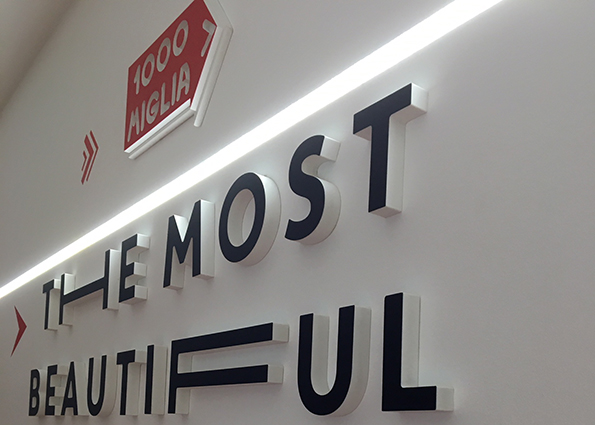 1000
MIGLIA
THE MOST
BEAUTIFUL